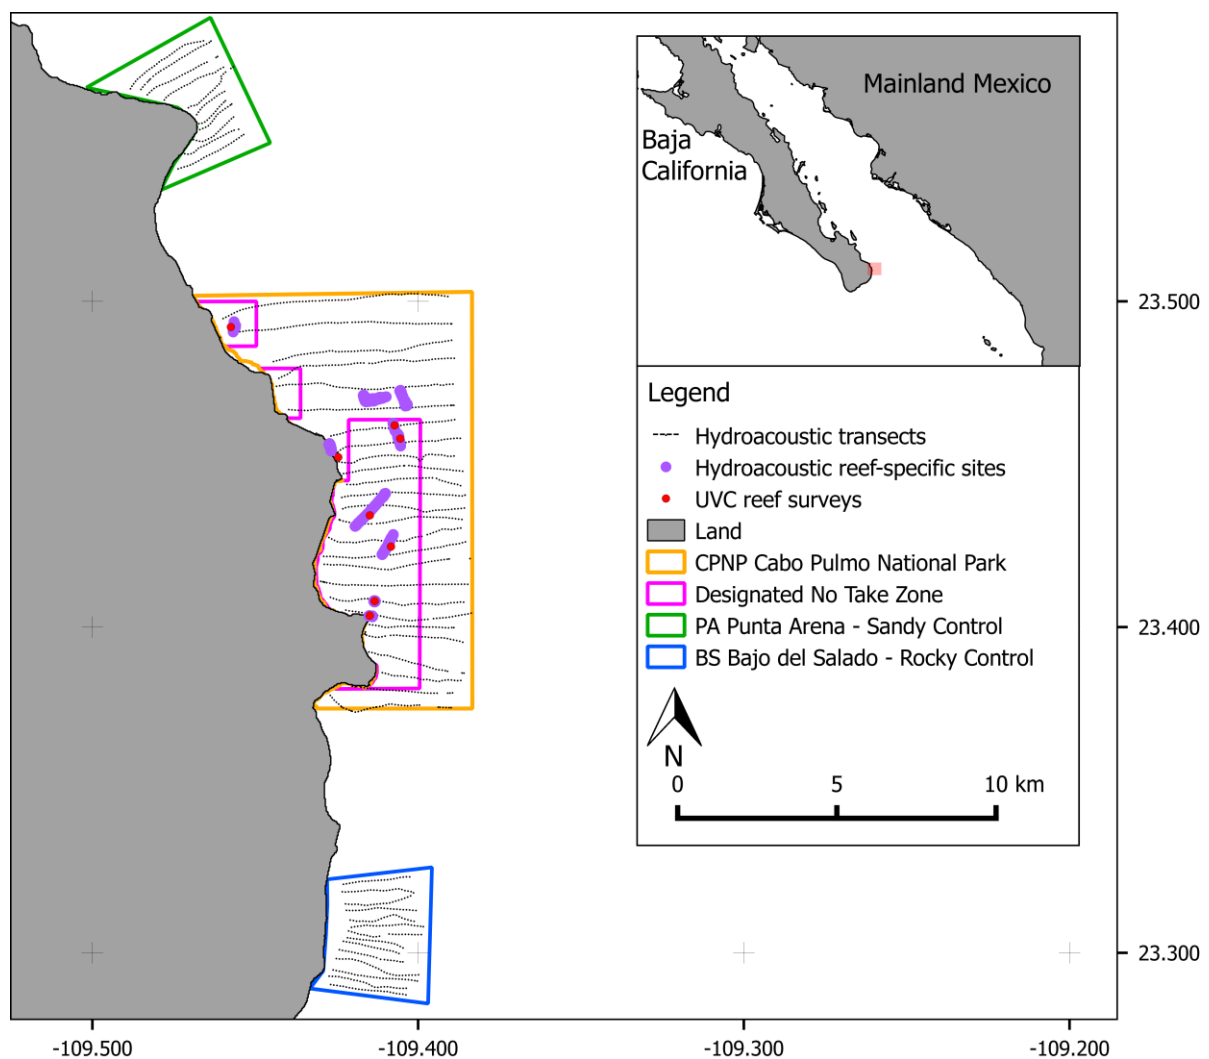 Mainland Mexico
Baja
California
Legend
Hydroacoustic transects
Hydroacoustic reef-specific sites
UVC reef surveys
Land
CPNP Cabo Pulmo National Park
Designated No Take Zone
PA Punta Arena - Sandy Control
BS Bajo del Salado - Rocky Control
N
0 5 10 km
23.500
23.400
23.300
-109.500 -109.400 -109.300 -109.200